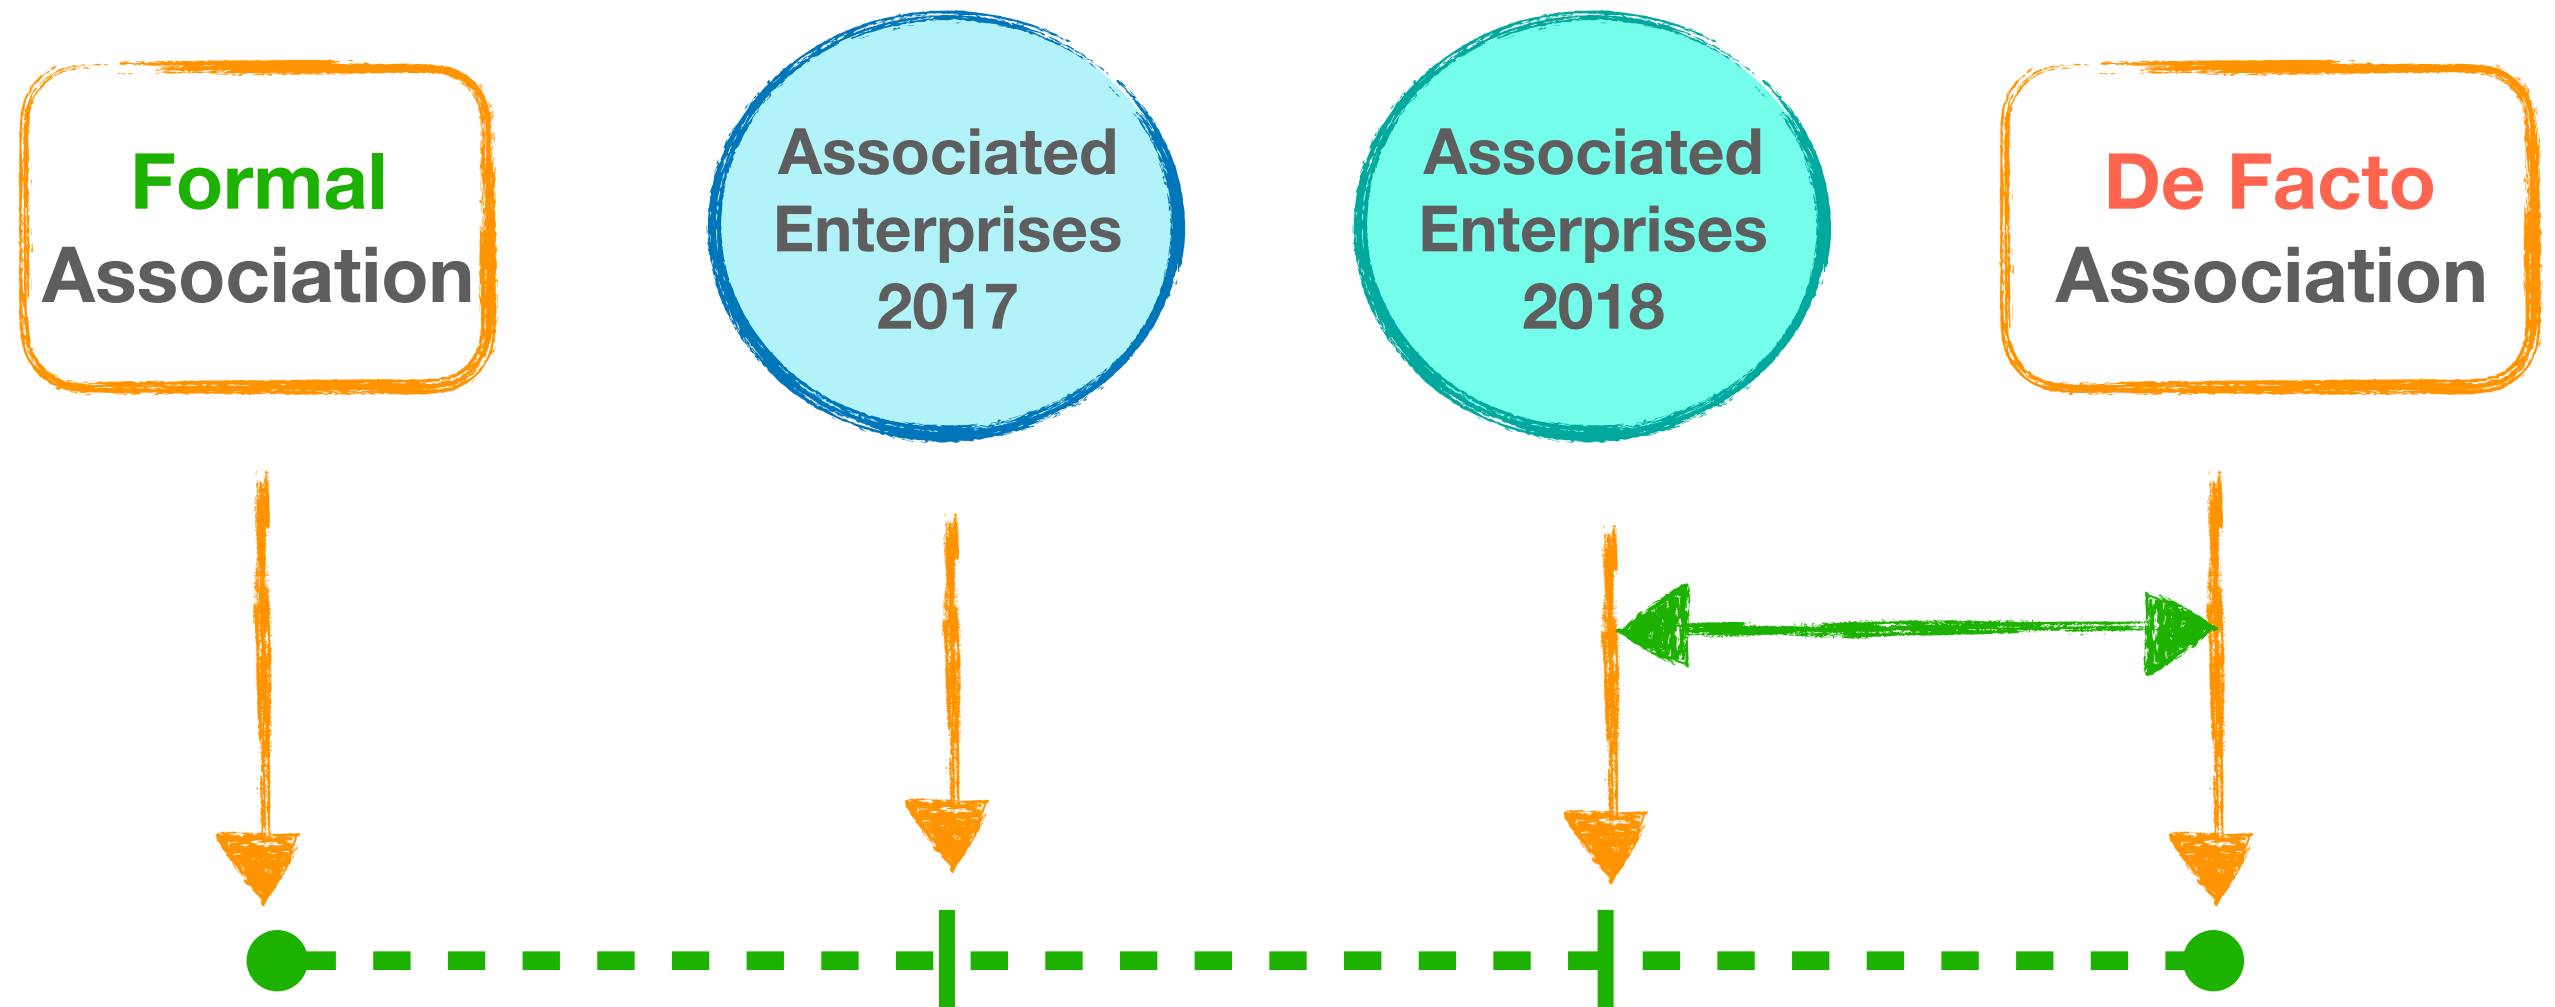 Formal
Association
Associated
Enterprises
2017
Associated
Enterprises
2018
De Facto
Association